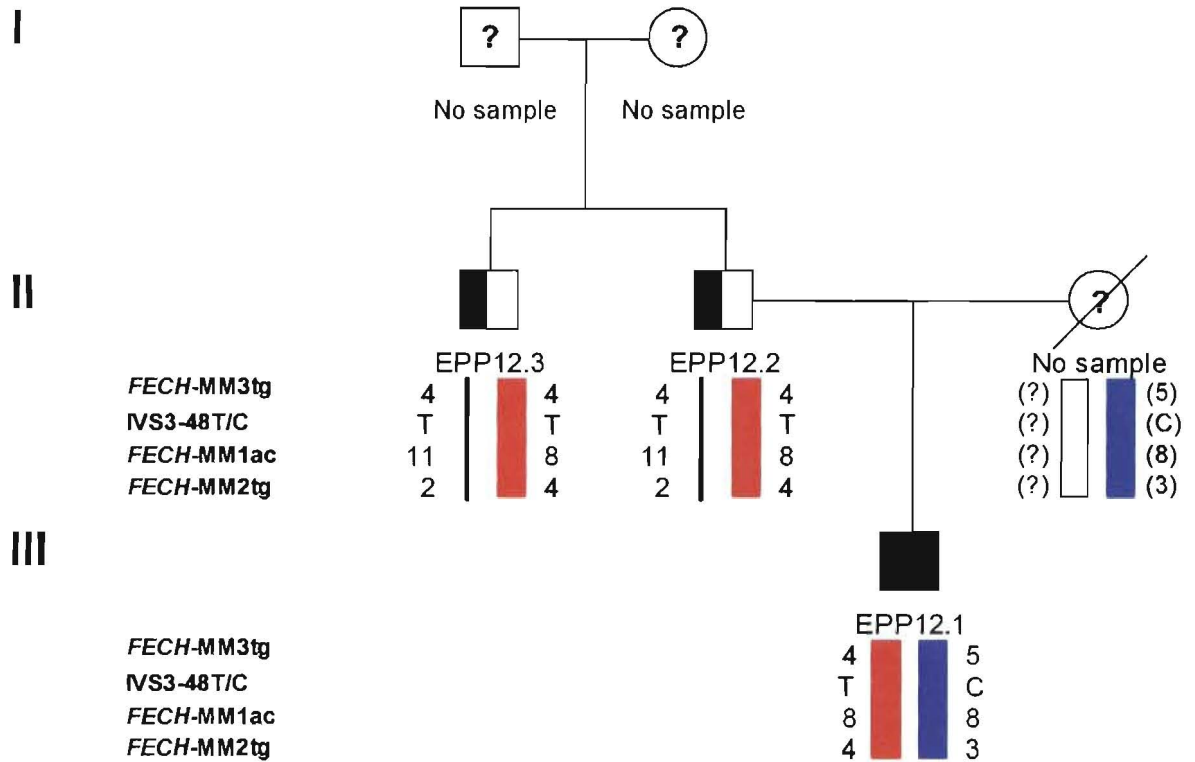 I
? ?
No sample No sample
II
?
EPP12.3 EPP12.2 No sample
FECH-MM3tg 4 4 4 4 (?) (5)
IVS3-48T/C T T T T (?) (C)
FECH-MM1ac 11 8 11 8 (?) (8)
FECH-MM2tg 2 4 2 4 (?) (3)
III
EPP12.1
FECH-MM3tg 4 5
IVS3-48T/C T C
FECH-MM1ac 8 8
FECH-MM2tg 4 3